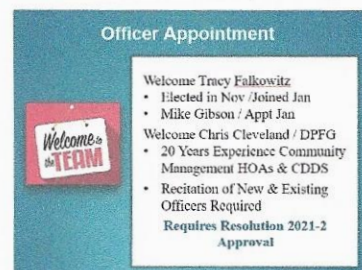 Officer Appointment
Welcome to
the TEAM
Welcome Tracy Falkowitz
• Elected in Nov /Joined Jan
• Mike Gibson / Appt Jan
Welcome Chris Cleveland / DPFG
• 20 Years Experience Community
Management HOAs & CDDS
• Recitation of New & Existing
Officers Required
Requires Resolution 2021-2
Approval